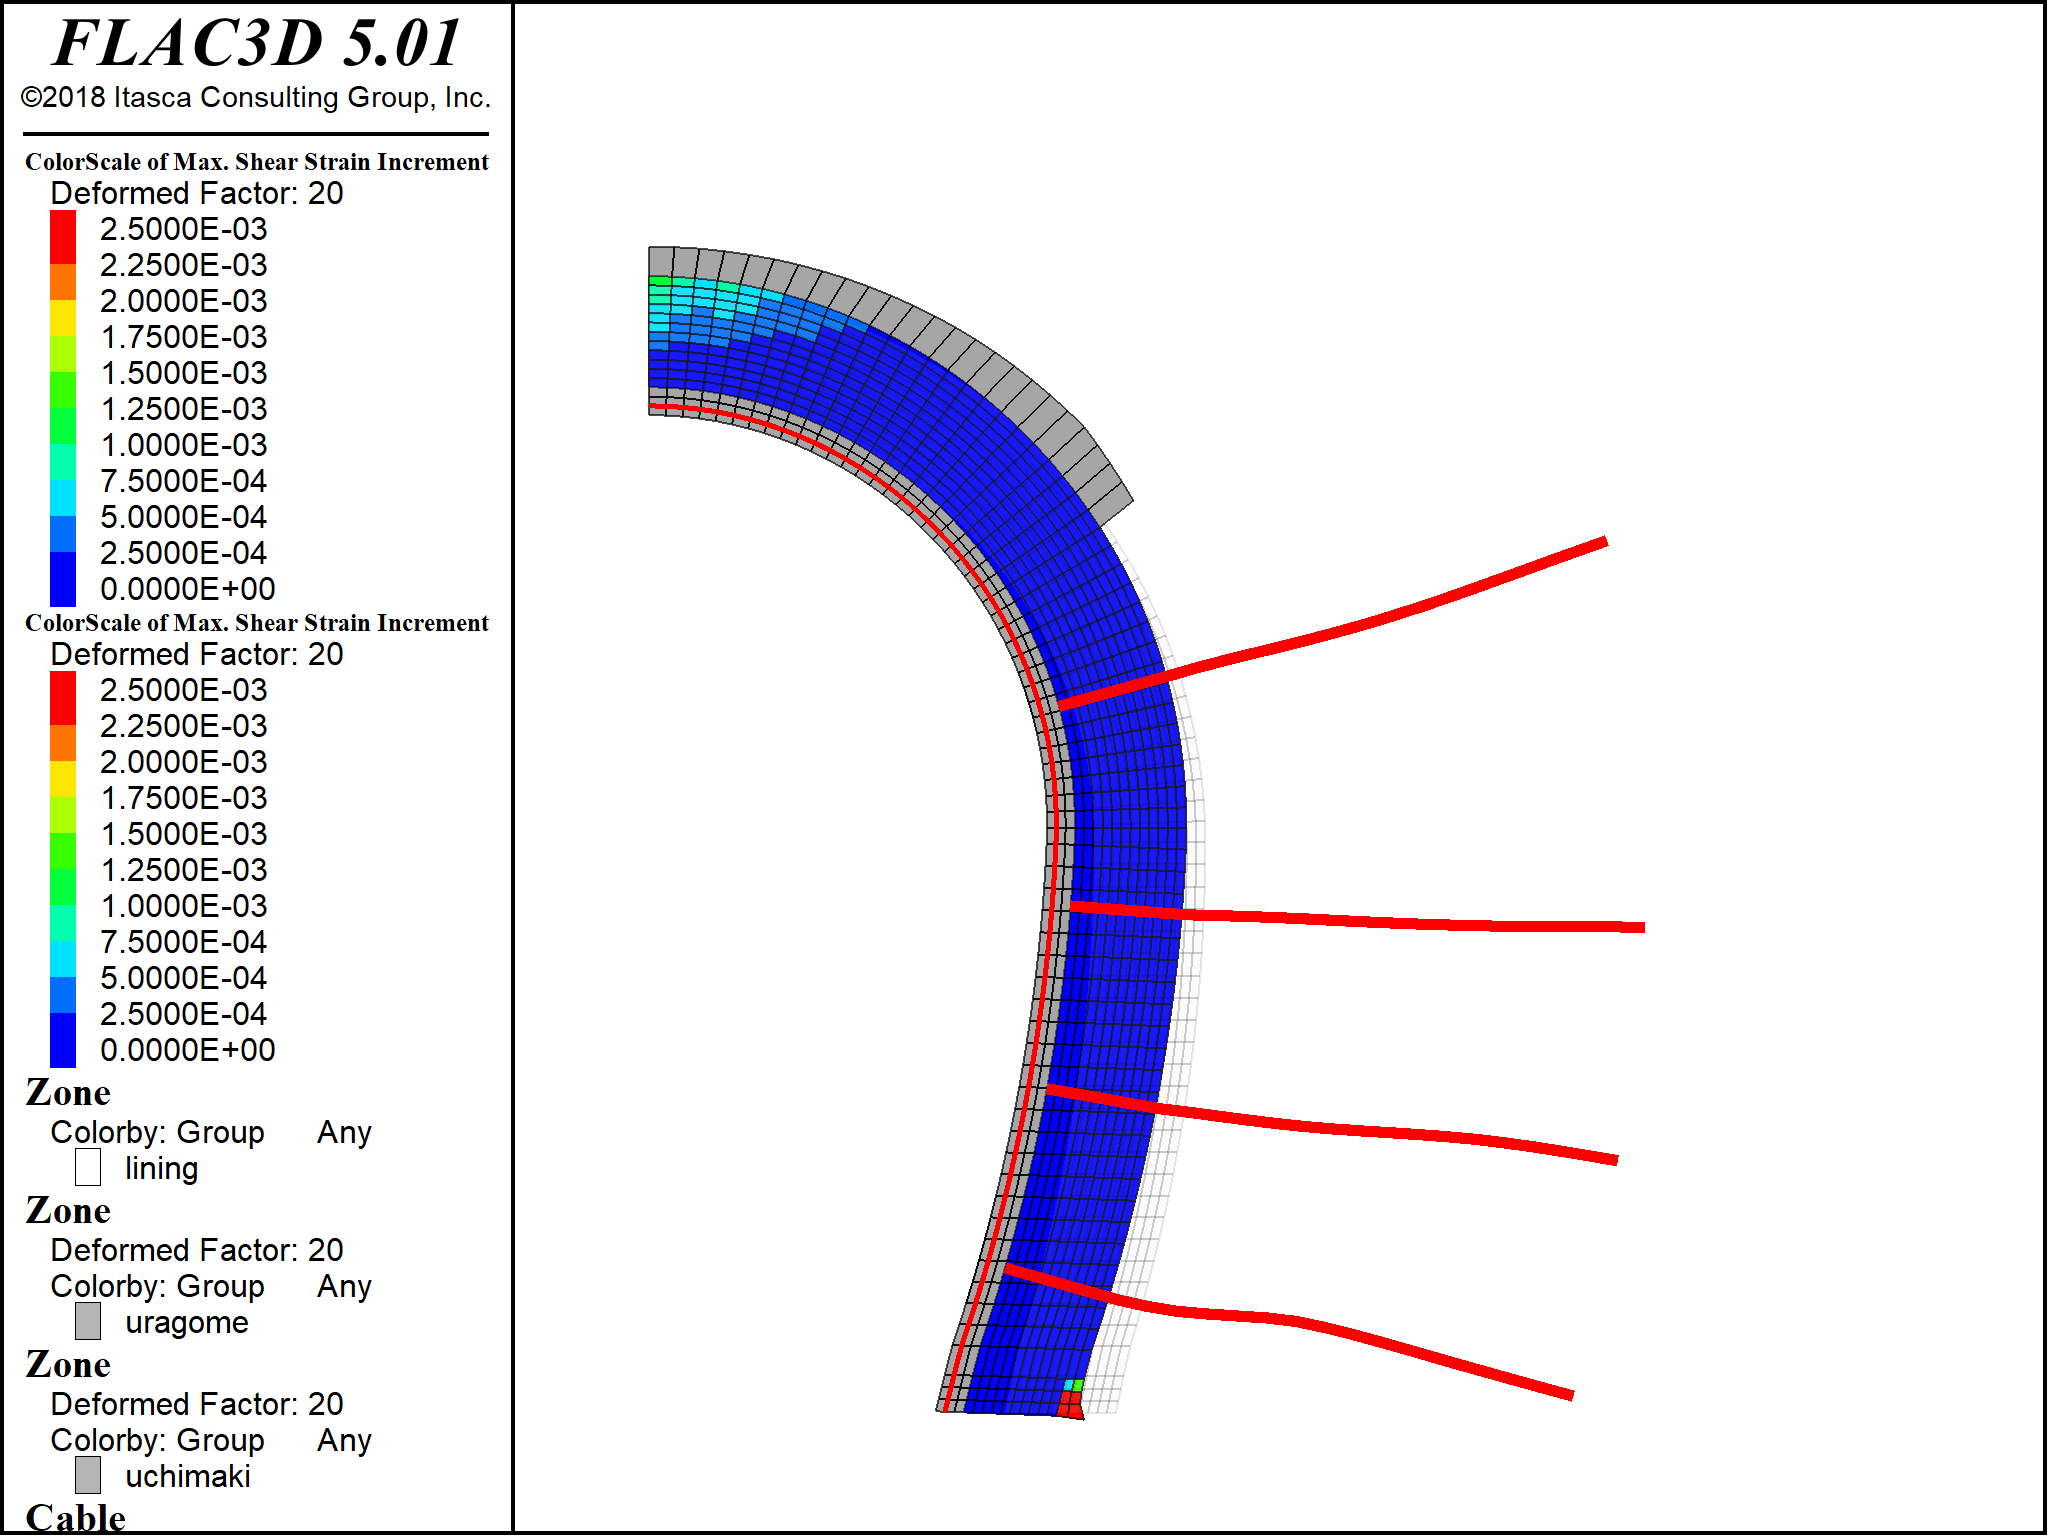 FLAC3D 5.01
©2018 Itasca Consulting Group, Inc.
ColorScale of Max. Shear Strain Increment
Deformed Factor: 20
2.5000E-03
2.2500E-03
2.0000E-03
1.7500E-03
1.5000E-03
1.2500E-03
1.0000E-03
7.5000E-04
5.0000E-04
2.5000E-04
0.0000E+00
ColorScale of Max. Shear Strain Increment
Deformed Factor: 20
2.5000E-03
2.2500E-03
2.0000E-03
1.7500E-03
1.5000E-03
1.2500E-03
1.0000E-03
7.5000E-04
5.0000E-04
2.5000E-04
0.0000E+00
Zone
Colorby: Group Any
lining
Zone
Deformed Factor: 20
Colorby: Group Any
uragome
Zone
Deformed Factor: 20
Colorby: Group Any
uchimaki
Cable